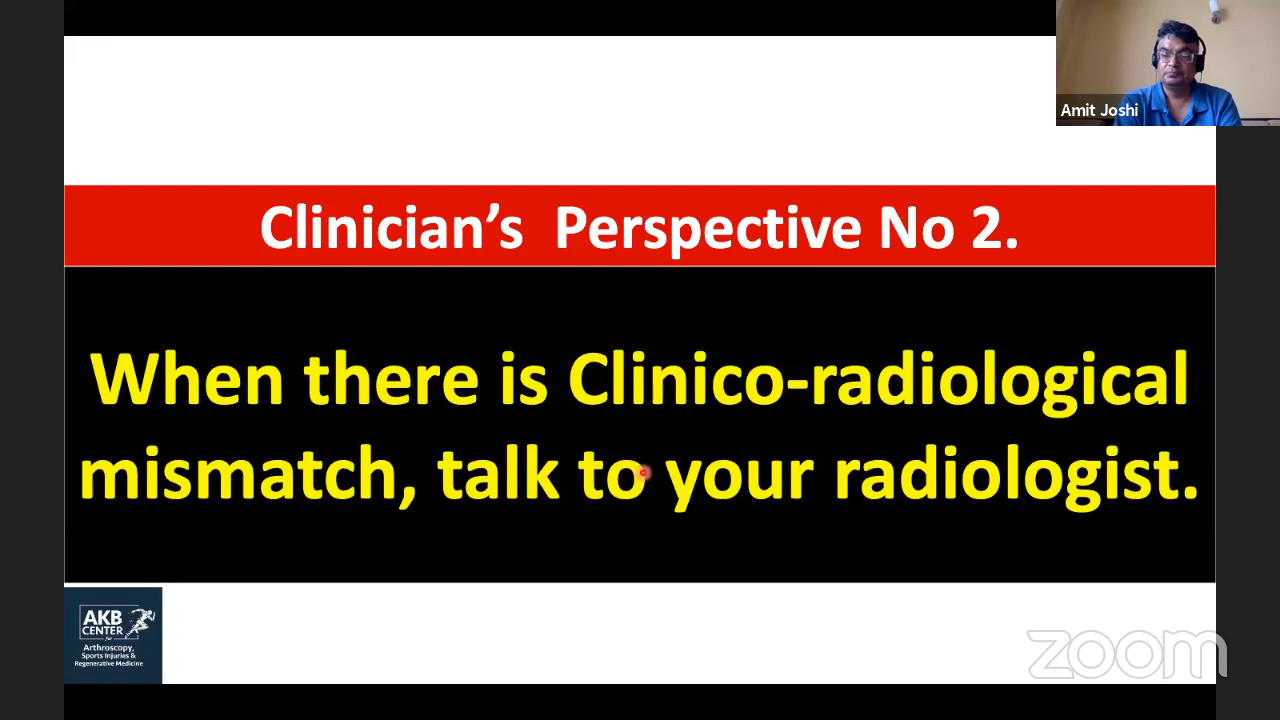 Amit Joshi
Clinician’s  Perspective No 2.
When there is Clinico-radiological
mismatch, talk to your radiologist.
AKB
CENTER
for
Arthroscopy,
Sports Injuries &
Regenerative Medicine
zoom